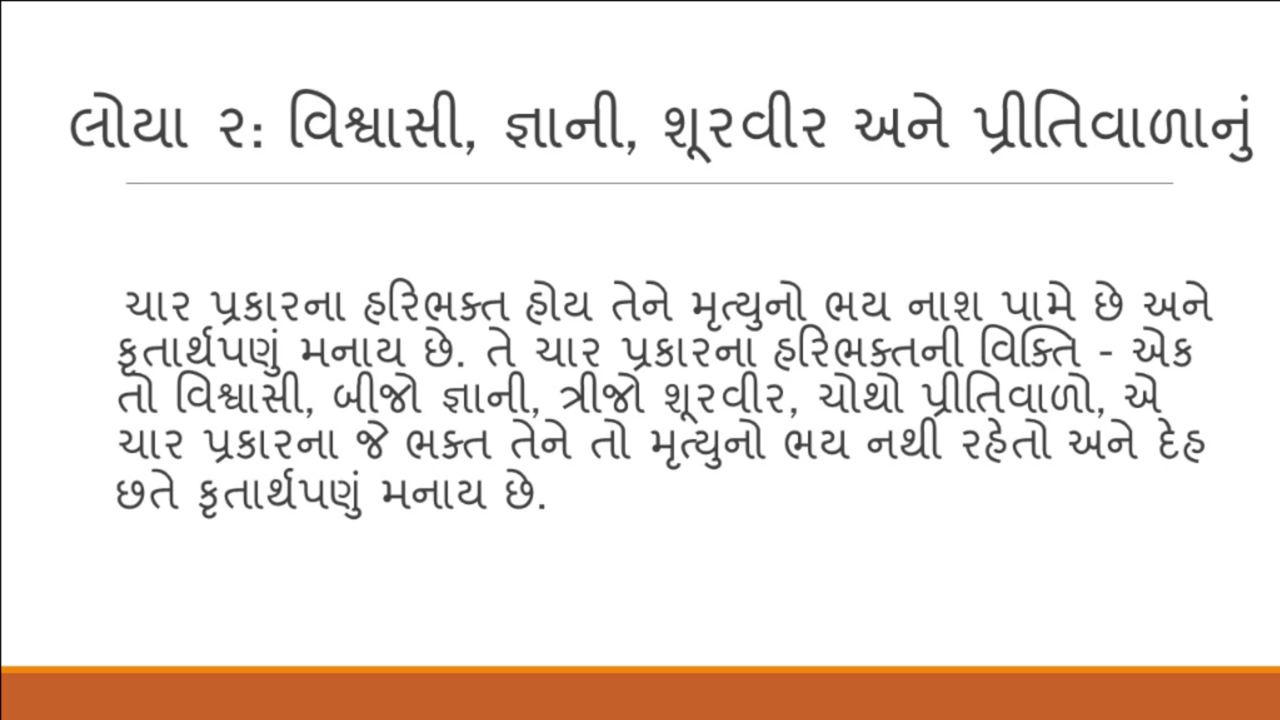 લોયા ૨: વિશ્વાસી, જ્ઞાની, શૂરવીર અને પ્રીતિવાળાનું
ચાર પ્રકારના હરિભક્ત હોય તેને મૃત્યુનો ભય નાશ પામે છે અને
કૃતાર્થપણું મનાય છે. તે ચાર પ્રકારના હરિભક્તની વિક્તિ - એક
તો વિશ્વાસી, બીજો જ્ઞાની, ત્રીજો શૂરવીર, ચોથો પ્રીતિવાળો, એ
ચાર પ્રકારના જે ભક્ત તેને તો મૃત્યુનો ભય નથી રહેતો અને દેહ
છતે કૃતાર્થપણું મનાય છે.